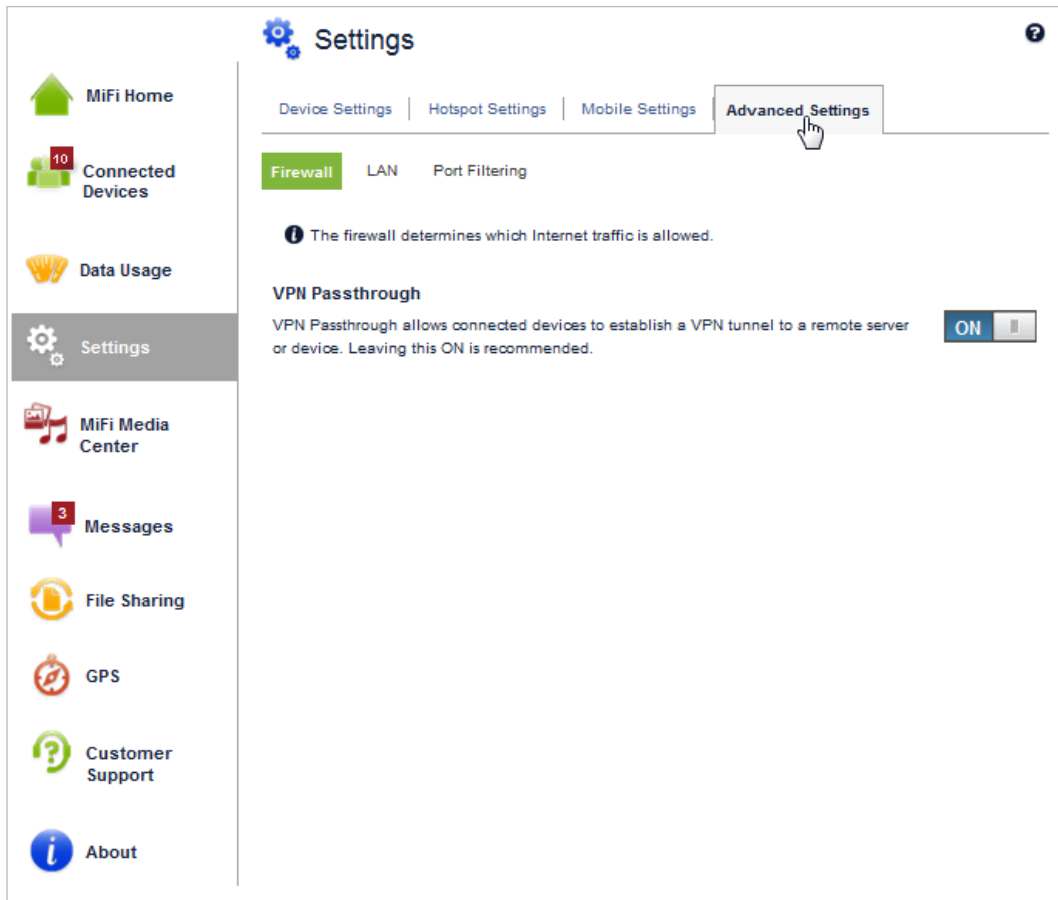 Settings
?
MiFi Home
10
Connected
Devices
Data Usage
Settings
MiFi Media
Center
3
Messages
File Sharing
GPS
?
Customer
Support
i
About
Device Settings
Hotspot Settings
Mobile Settings
Advanced Settings
Firewall
LAN
Port Filtering
i
The firewall determines which Internet traffic is allowed.
VPN Passthrough
VPN Passthrough allows connected devices to establish a VPN tunnel to a remote server
or device. Leaving this ON is recommended.
ON